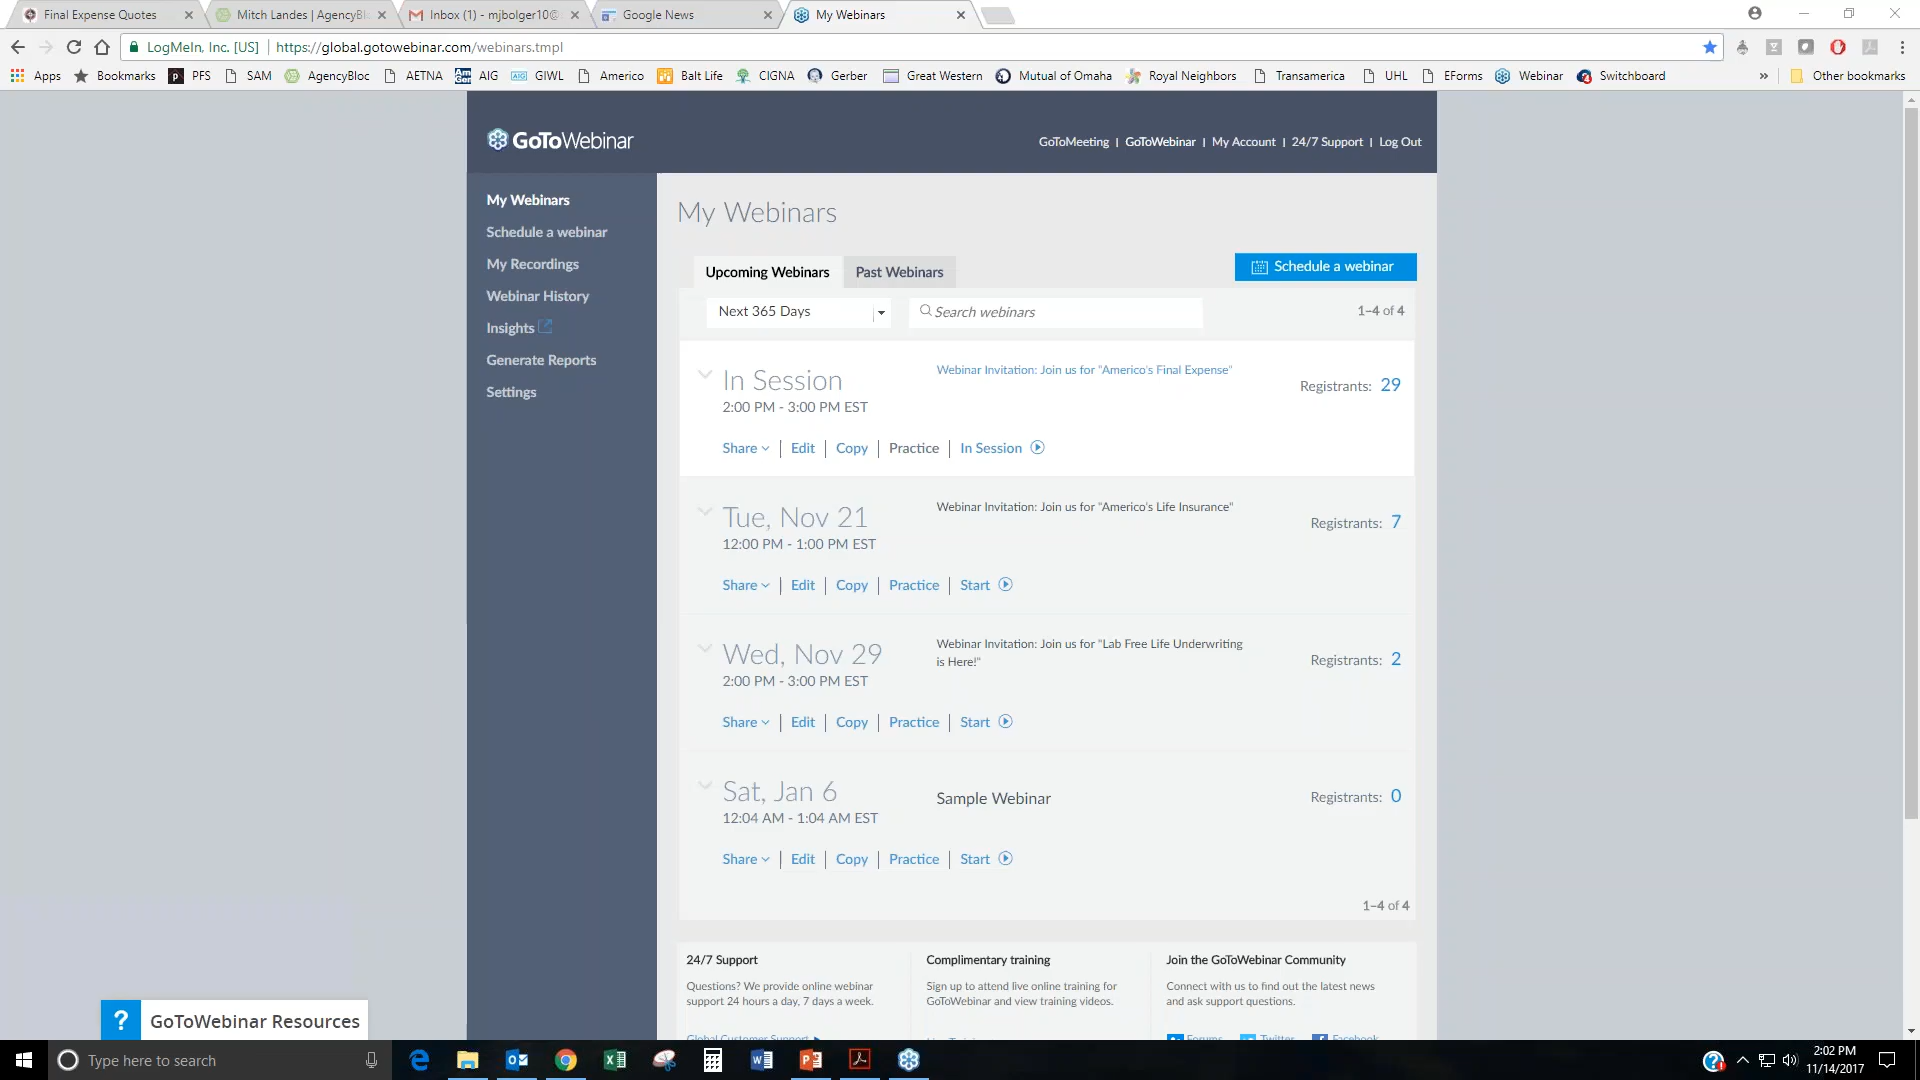 Final Expense Quotes
Mitch Landes | AgencyBl
Inbox (1) - mjbolger10@
Google News
My Webinars
LogMeIn, Inc. [US] | https://global.gotowebinar.com/webinars.tmpl
Apps Bookmarks PFS SAM AgencyBloc AETNA AIG GIWL Americo Balt Life CIGNA Gerber Great Western Mutual of Omaha Royal Neighbors Transamerica UHL EForms Webinar Switchboard » Other bookmarks
GoToWebinar
GoToMeeting | GoToWebinar | My Account | 24/7 Support | Log Out
My Webinars
Schedule a webinar
My Recordings
Webinar History
Insights
Generate Reports
Settings
My Webinars
Upcoming Webinars Past Webinars
Schedule a webinar
Next 365 Days
Search webinars
1–4 of 4
In Session
2:00 PM - 3:00 PM EST
Webinar Invitation: Join us for "Americo's Final Expense"
Registrants: 29
Share | Edit | Copy | Practice | In Session
Tue, Nov 21
12:00 PM - 1:00 PM EST
Webinar Invitation: Join us for "Americo's Life Insurance"
Registrants: 7
Share | Edit | Copy | Practice | Start
Wed, Nov 29
2:00 PM - 3:00 PM EST
Webinar Invitation: Join us for "Lab Free Life Underwriting
is Here!"
Registrants: 2
Share | Edit | Copy | Practice | Start
Sat, Jan 6
12:04 AM - 1:04 AM EST
Sample Webinar
Registrants: 0
Share | Edit | Copy | Practice | Start
1–4 of 4
24/7 Support
Questions? We provide online webinar
support 24 hours a day, 7 days a week.
Global Customer Support
Complimentary training
Sign up to attend live online training for
GoToWebinar and view training videos.
Join the GoToWebinar Community
Connect with us to find out the latest news
and ask support questions.
Forums Twitter Facebook
? GoToWebinar Resources
Type here to search
2:02 PM
11/14/2017